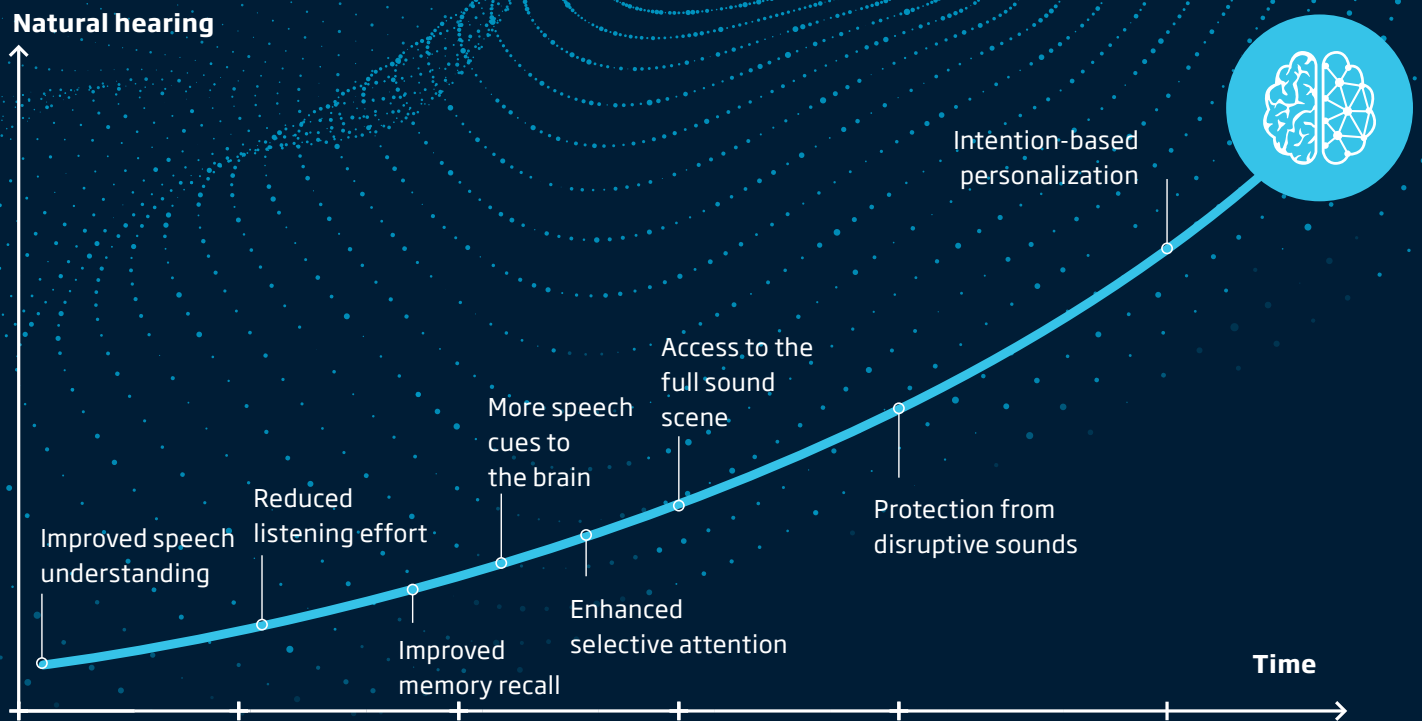 Natural hearing
Intention-based
personalization
Access to the
full sound
scene
More speech
cues to
the brain
Reduced
listening effort
Improved speech
understanding
Protection from
disruptive sounds
Enhanced
selective attention
Improved
memory recall
Time